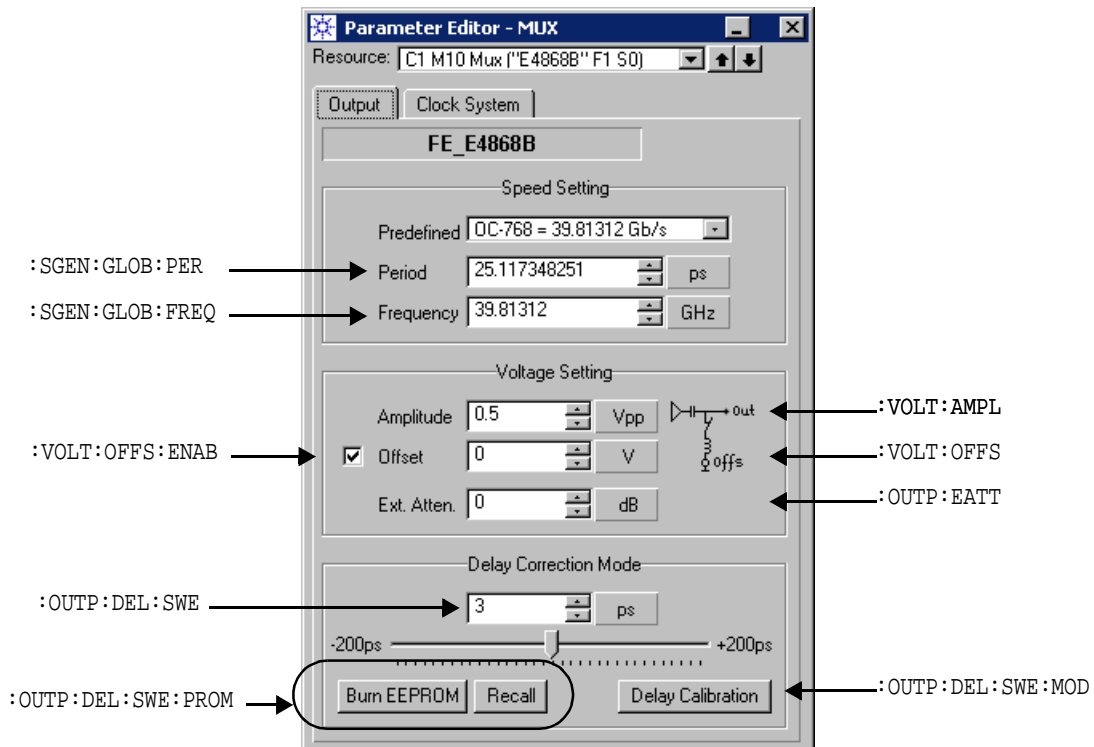 Parameter Editor - MUX
Resource: C1 M10 Mux ("E4868B" F1 S0)
Output Clock System
FE_E4868B
Speed Setting
Predefined OC-768 = 39.81312 Gb/s
:SGEN:GLOB:PER Period 25.117348251 ps
:SGEN:GLOB:FREQ Frequency 39.81312 GHz
Voltage Setting
Amplitude 0.5 Vpp Out :VOLT:AMPL
:VOLT:OFFS:ENAB Offset 0 V Offs :VOLT:OFFS
Ext. Atten. 0 dB :OUTP:EATT
Delay Correction Mode
:OUTP:DEL:SWE 3 ps
-200ps +200ps
:OUTP:DEL:SWE:PROM Burn EEPROM Recall Delay Calibration :OUTP:DEL:SWE:MOD